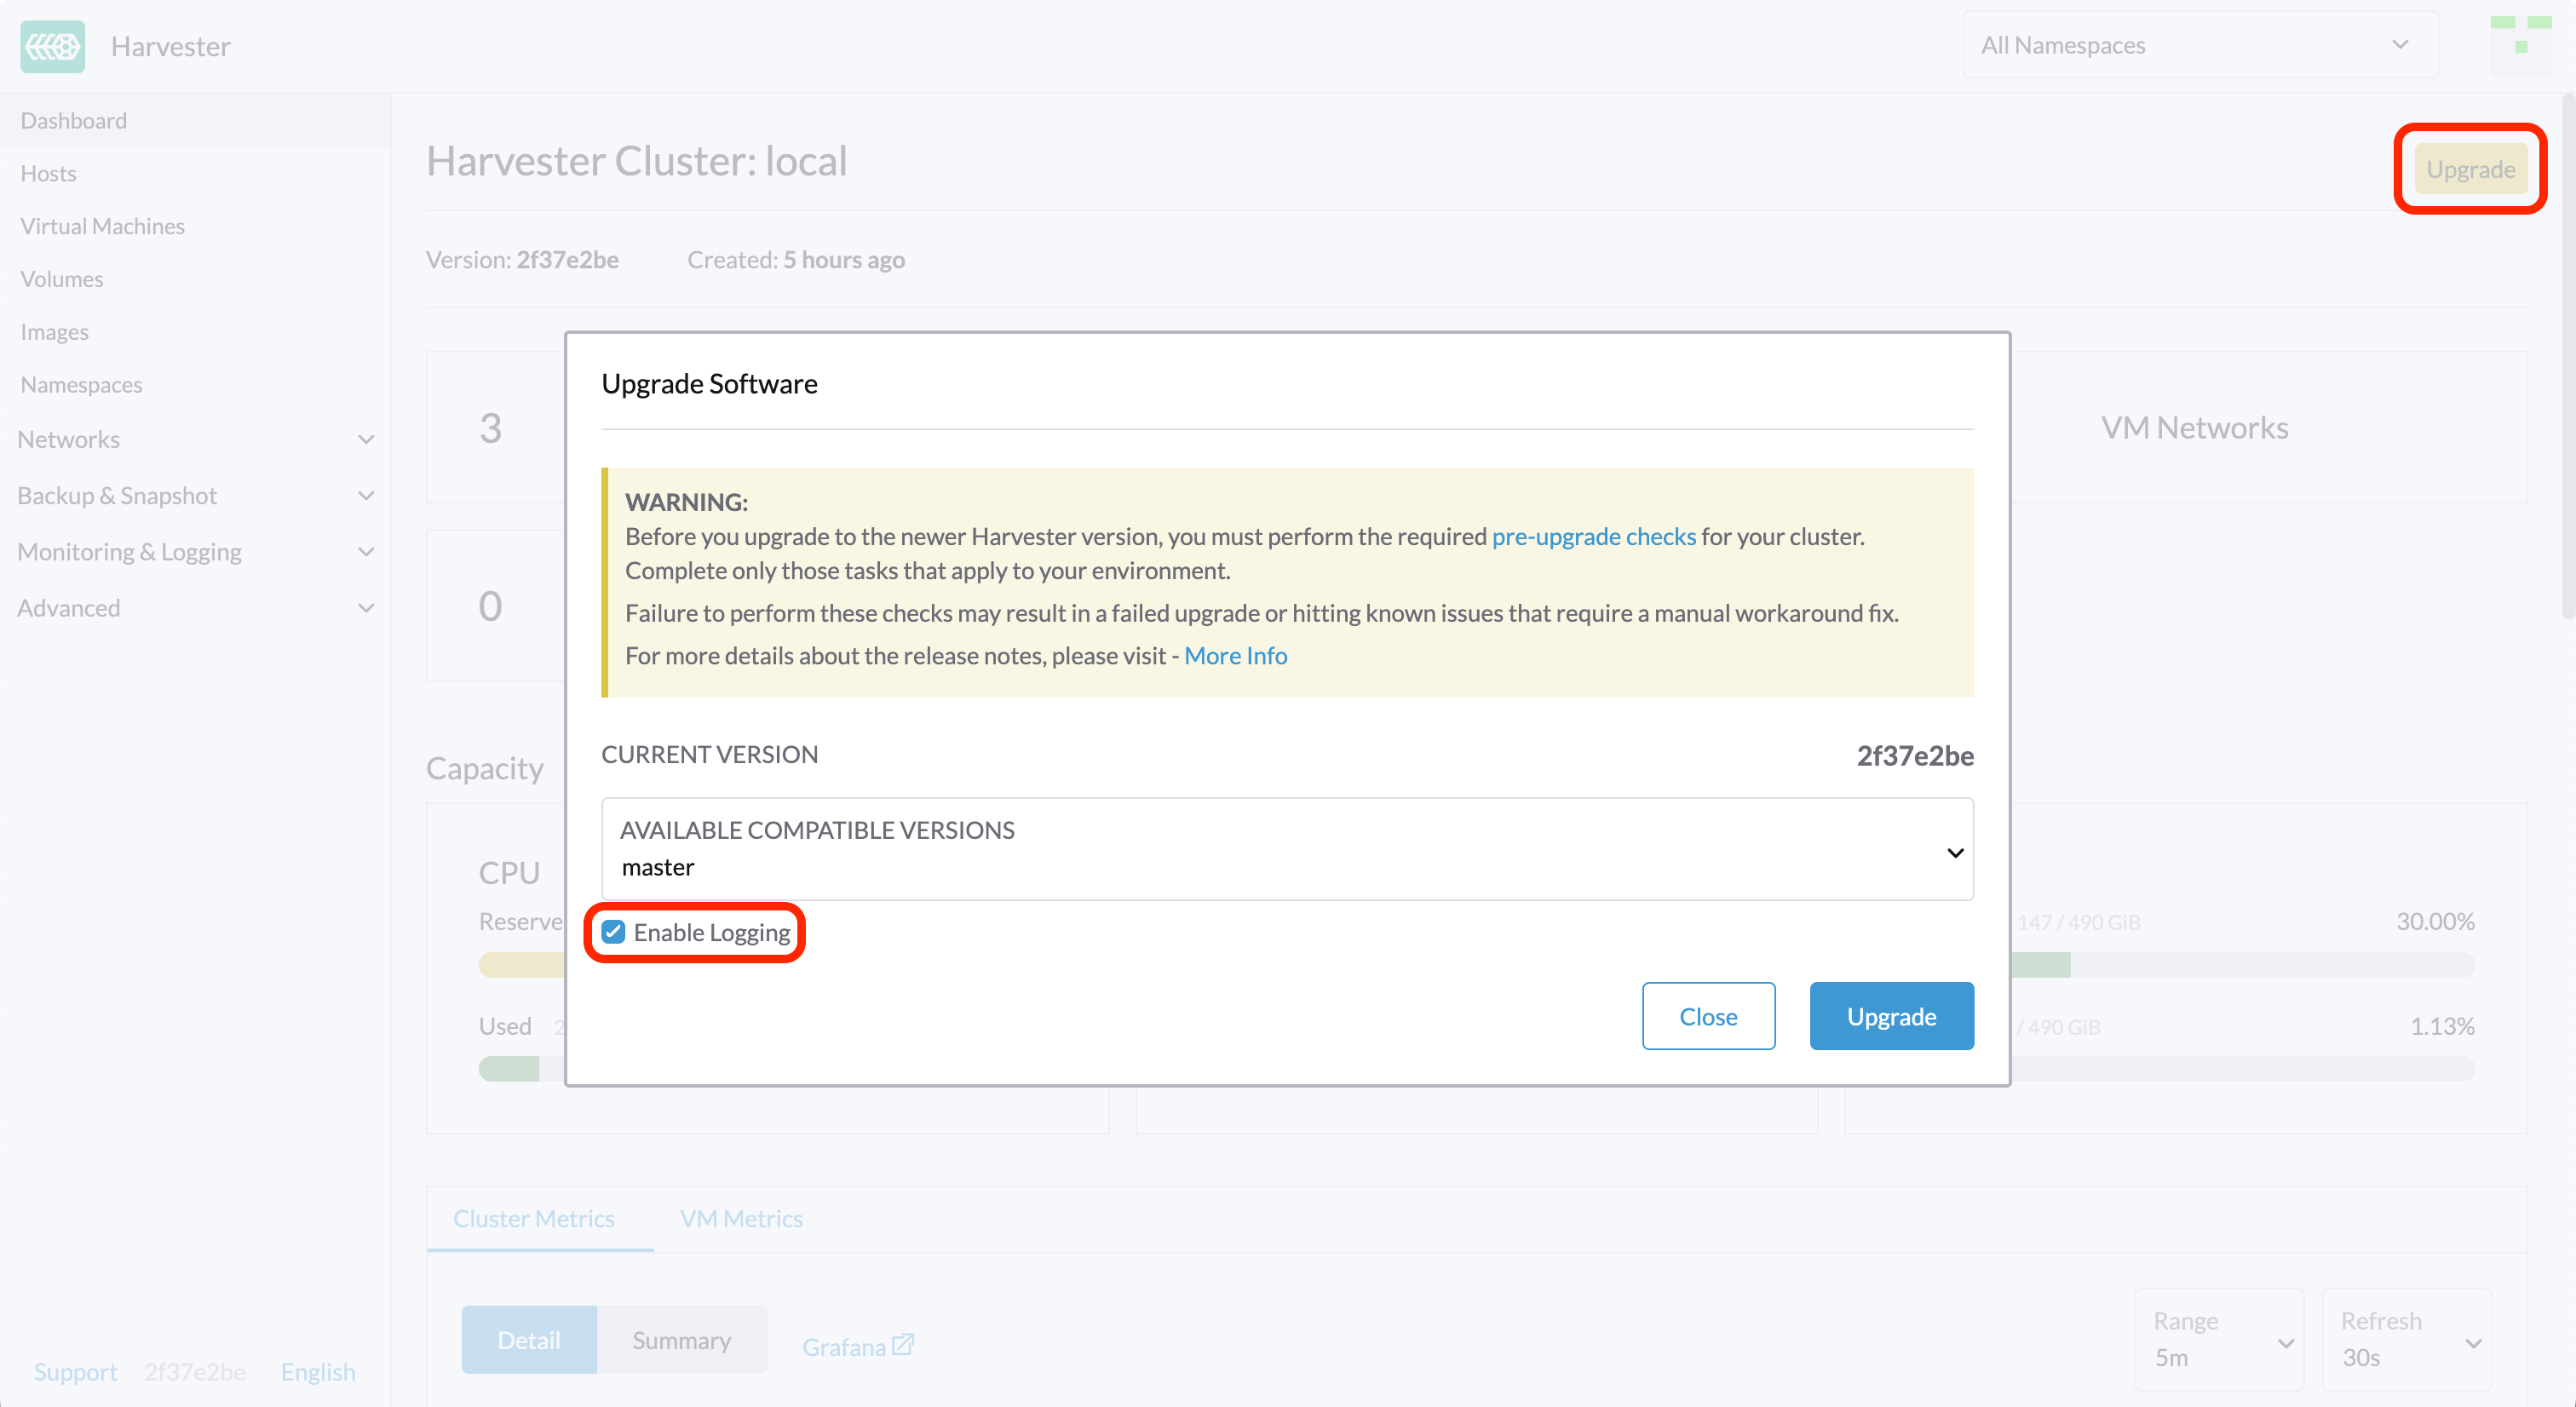 Harvester
All Namespaces
Dashboard
Hosts
Virtual Machines
Volumes
Images
Namespaces
Networks
Backup & Snapshot
Monitoring & Logging
Advanced
Support 2f37e2be English
Harvester Cluster: local
Upgrade
Version: 2f37e2be Created: 5 hours ago
3
VM Networks
0
Capacity
CPU
Used
147 / 490 GiB 30.00%
/ 490 GiB 1.13%
Upgrade Software
WARNING:
Before you upgrade to the newer Harvester version, you must perform the required pre-upgrade checks for your cluster.
Complete only those tasks that apply to your environment.
Failure to perform these checks may result in a failed upgrade or hitting known issues that require a manual workaround fix.
For more details about the release notes, please visit - More Info
CURRENT VERSION 2f37e2be
AVAILABLE COMPATIBLE VERSIONS
master
Enable Logging
Close Upgrade
Cluster Metrics VM Metrics
Detail Summary Grafana
Range
5m
Refresh
30s